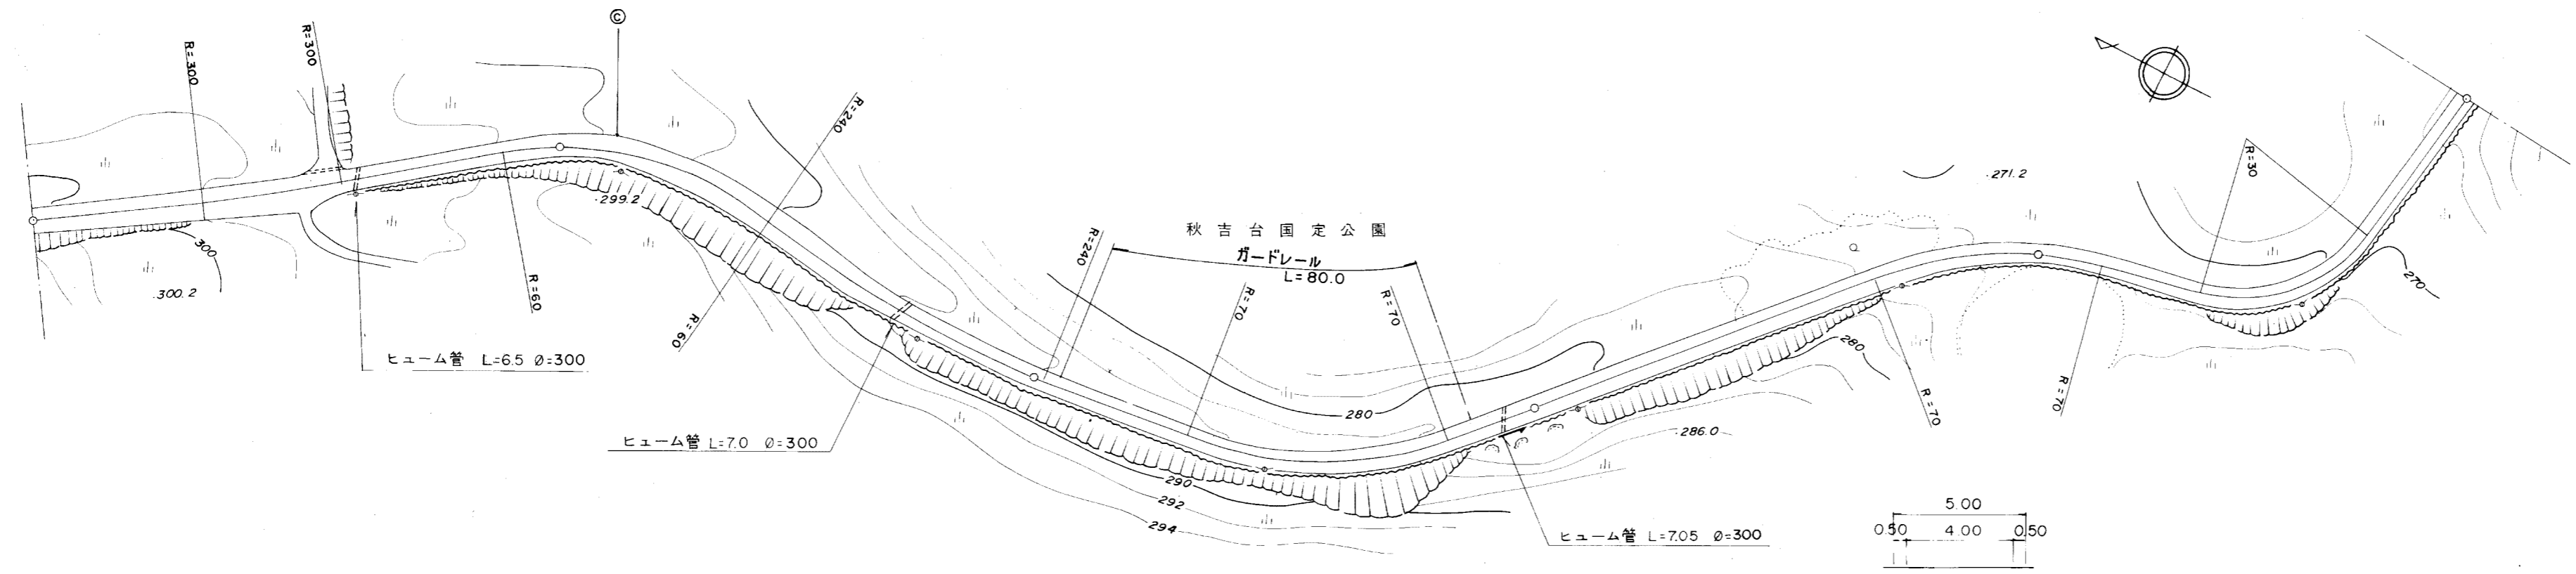 R=300
R=300
©
R=240
300
300.2
299.2
R=60
R=60
ヒューム管 L=6.5 Ø=300
ヒューム管 L=7.0 Ø=300
R=240
秋吉台国定公園
ガードレール
L=80.0
R=70
R=70
280
290
292
294
286.0
280
ヒューム管 L=7.05 Ø=300
271.2
R=70
R=70
R=30
270
5.00
0.50 4.00 0.50